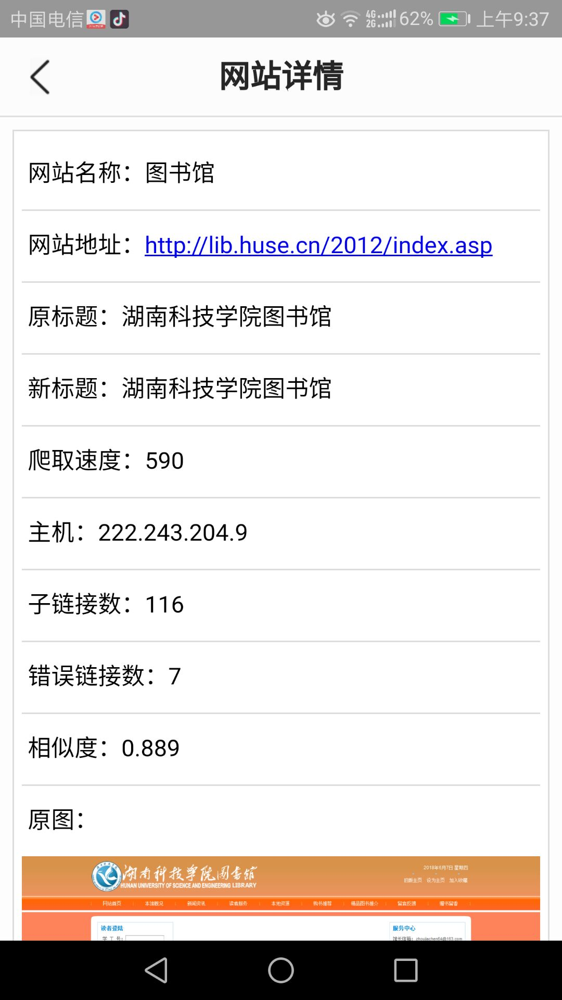 中国电信
4G
2G
62%
上午9:37
网站详情
网站名称：图书馆
网站地址：http://lib.huse.cn/2012/index.asp
原标题：湖南科技学院图书馆
新标题：湖南科技学院图书馆
爬取速度：590
主机：222.243.204.9
子链接数：116
错误链接数：7
相似度：0.889
原图：
湖南科技学院图书馆
HUNAN UNIVERSITY OF SCIENCE AND ENGINEERING LIBRARY
2018年6月7日 星期四
旧版主页 设为主页 加入收藏
网站首页 本馆概况 新闻资讯 读者服务 本地资源 购书推荐 精品图书推介 留言反馈 赠书留香
读者登陆
学 工 号：
服务中心
馆长信箱：zhoujiachen64@163.com